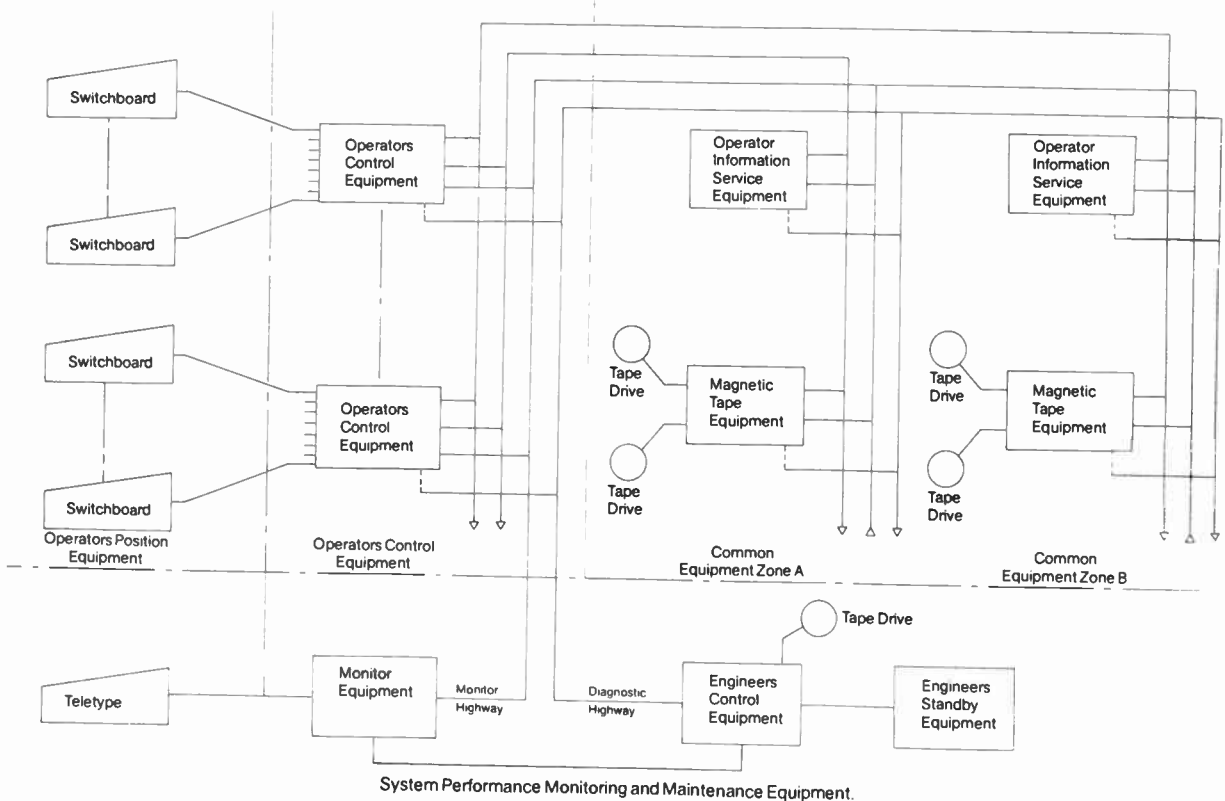 Switchboard
Operators
Control
Equipment
Operator
Information
Service
Equipment
Operator
Information
Service
Equipment
Switchboard
Switchboard
Tape
Drive
Magnetic
Tape
Equipment
Tape
Drive
Magnetic
Tape
Equipment
Operators
Control
Equipment
Switchboard
Tape
Drive
Tape
Drive
Operators Position
Equipment
Operators Control
Equipment
Common
Equipment Zone A
Common
Equipment Zone B
Tape Drive
Teletype
Monitor
Equipment
Monitor
Highway
Diagnostic
Highway
Engineers
Control
Equipment
Engineers
Standby
Equipment
System Performance Monitoring and Maintenance Equipment.